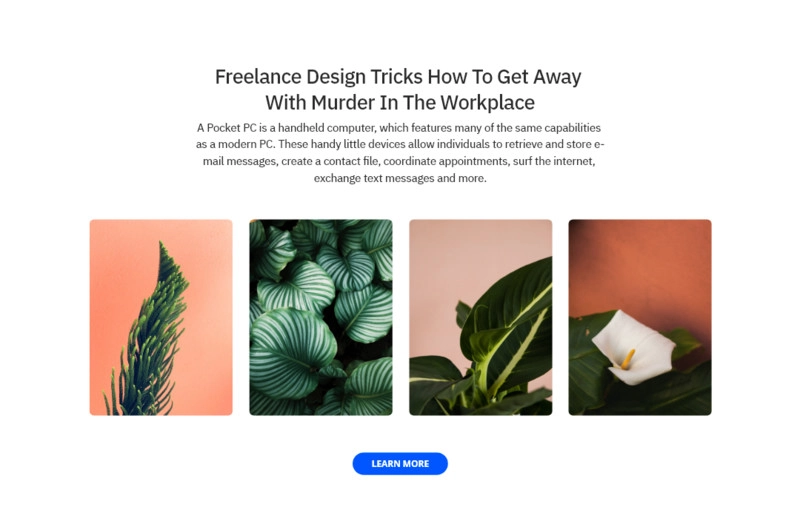 Freelance Design Tricks How To Get Away
With Murder In The Workplace
A Pocket PC is a handheld computer, which features many of the same capabilities
as a modern PC. These handy little devices allow individuals to retrieve and store e-
mail messages, create a contact file, coordinate appointments, surf the internet,
exchange text messages and more.
LEARN MORE